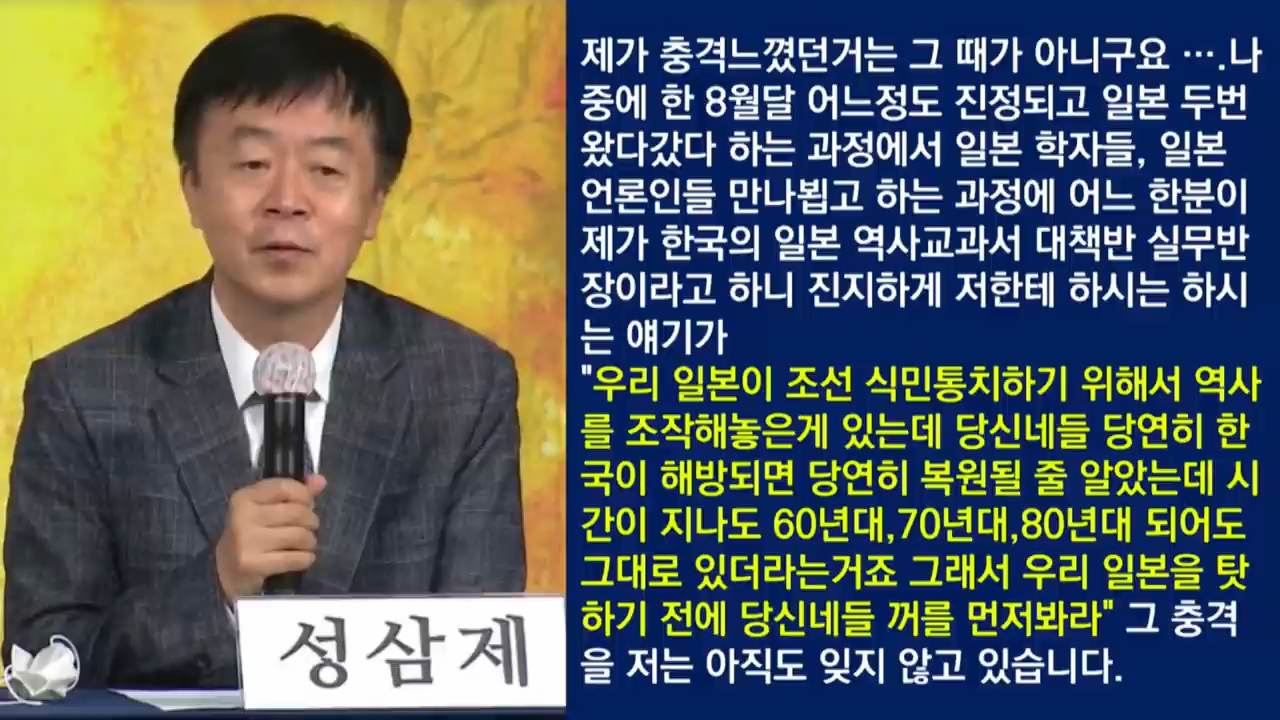 제가 충격느꼈던거는 그 때가 아니구요 ….나
중에 한 8월달 어느정도 진정되고 일본 두번
왔다갔다 하는 과정에서 일본 학자들, 일본
언론인들 만나뵙고 하는 과정에 어느 한분이
제가 한국의 일본 역사교과서 대책반 실무반
장이라고 하니 진지하게 저한테 하시는 하시
는 얘기가
"우리 일본이 조선 식민통치하기 위해서 역사
를 조작해놓은게 있는데 당신네들 당연히 한
국이 해방되면 당연히 복원될 줄 알았는데 시
간이 지나도 60년대,70년대,80년대 되어도
그대로 있더라는거죠 그래서 우리 일본을 탓
하기 전에 당신네들 꺼를 먼저봐라" 그 충격
을 저는 아직도 잊지 않고 있습니다.
성삼제